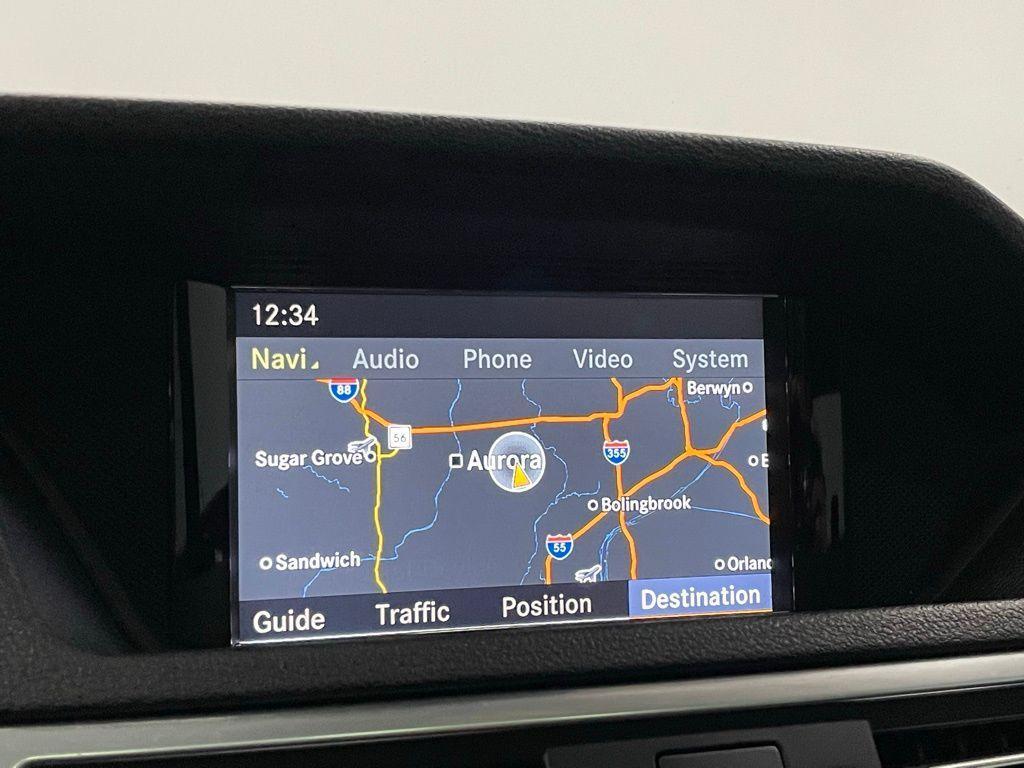 12:34
Navi Audio Phone Video System
88
Berwyn
56
Sugar Grove
Aurora
355
Bolingbrook
55
Sandwich
Guide Traffic Position Destination